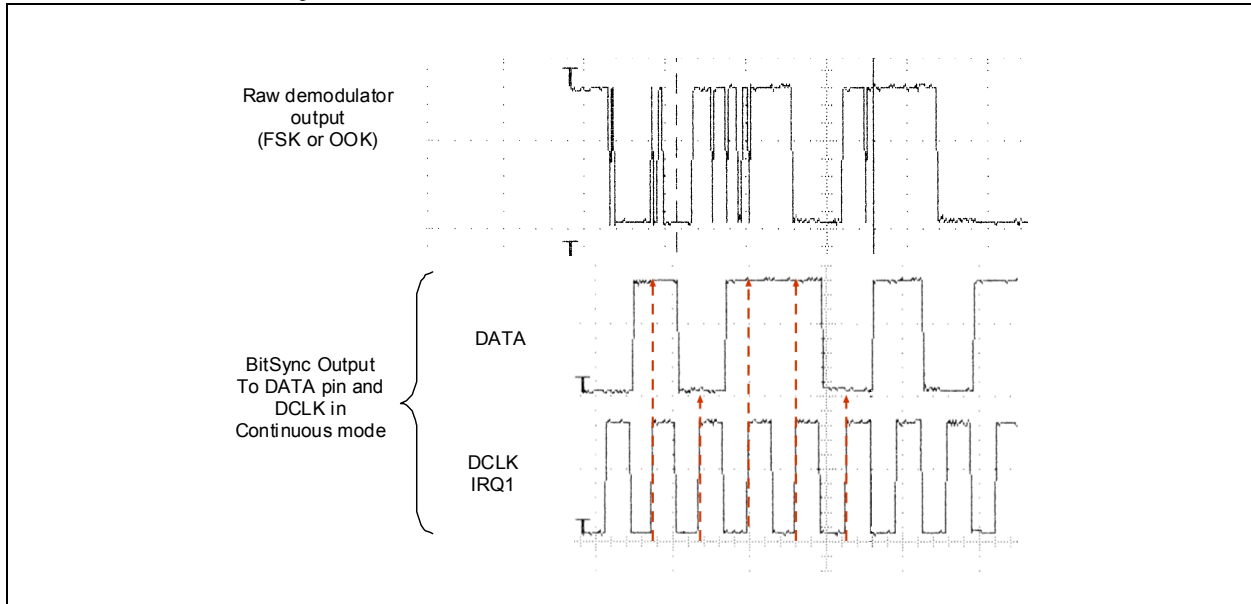 Raw demodulator
output
(FSK or OOK)
DATA
BitSync Output
To DATA pin and
DCLK in
Continuous mode
DCLK
IRQ1